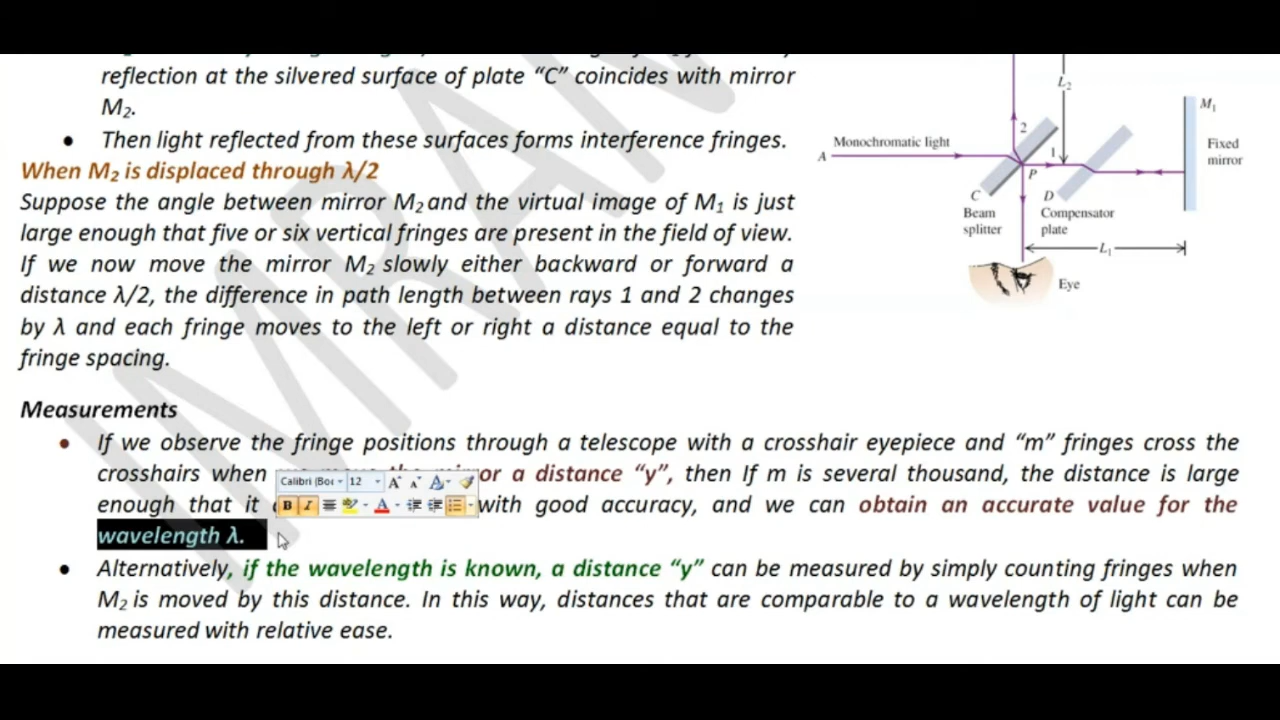 reflection at the silvered surface of plate “C” coincides with mirror
M2.
• Then light reflected from these surfaces forms interference fringes.
When M2 is displaced through λ/2
Suppose the angle between mirror M2 and the virtual image of M1 is just
large enough that five or six vertical fringes are present in the field of view.
If we now move the mirror M2 slowly either backward or forward a
distance λ/2, the difference in path length between rays 1 and 2 changes
by λ and each fringe moves to the left or right a distance equal to the
fringe spacing.
L2
M1
2
Monochromatic light
Fixed
mirror
A
1
P
C
D
Beam
splitter
Compensator
plate
L1
Eye
Measurements
• If we observe the fringe positions through a telescope with a crosshair eyepiece and “m” fringes cross the
crosshairs when or a distance “y”, then If m is several thousand, the distance is large
enough that it with good accuracy, and we can obtain an accurate value for the
wavelength λ.
Calibri (Bo 12 A A A
B I A
• Alternatively, if the wavelength is known, a distance “y” can be measured by simply counting fringes when
M2 is moved by this distance. In this way, distances that are comparable to a wavelength of light can be
measured with relative ease.
IMRAN